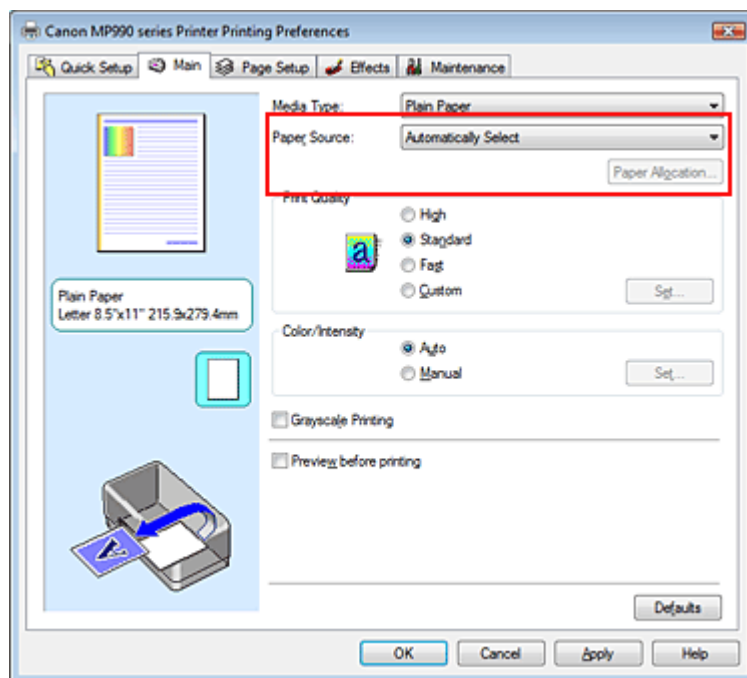 Canon MP990 series Printer Printing Preferences
Quick Setup Main Page Setup Effects Maintenance
Media Type: Plain Paper
Paper Source: Automatically Select
Paper Allocation...
Print Quality
High
a Standard
Fast
Custom Set...
Plain Paper
Letter 8.5"x11" 215.9x279.4mm
Color/Intensity
Auto
Manual Set...
Grayscale Printing
Preview before printing
A
Defaults
OK Cancel Apply Help